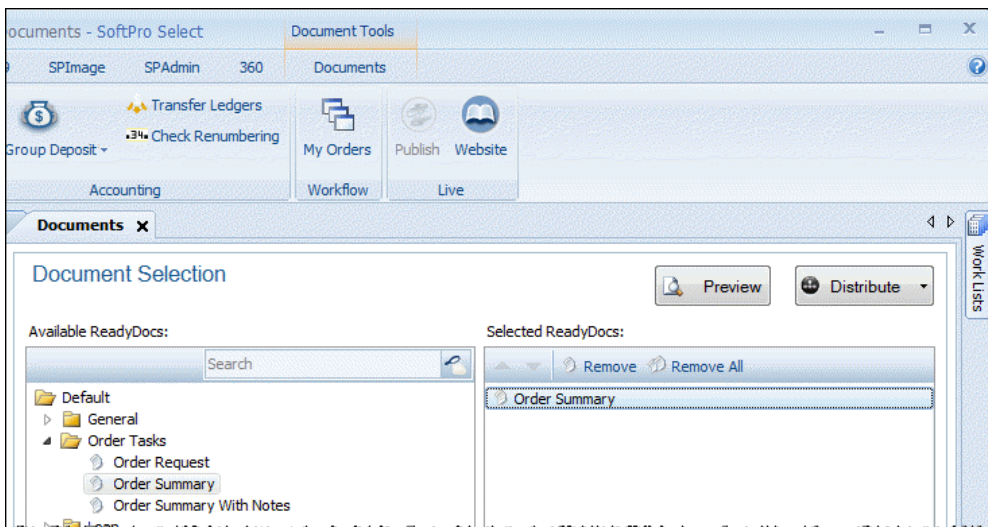 ocuments - SoftPro Select
Document Tools
SPImage SPAdmin 360 Documents
Transfer Ledgers
Check Renumbering
Group Deposit
My Orders
Publish
Website
Accounting
Workflow
Live
Documents
Work Lists
Document Selection
Preview
Distribute
Available ReadyDocs:
Selected ReadyDocs:
Search
Remove
Remove All
Default
Order Summary
General
Order Tasks
Order Request
Order Summary
Order Summary With Notes